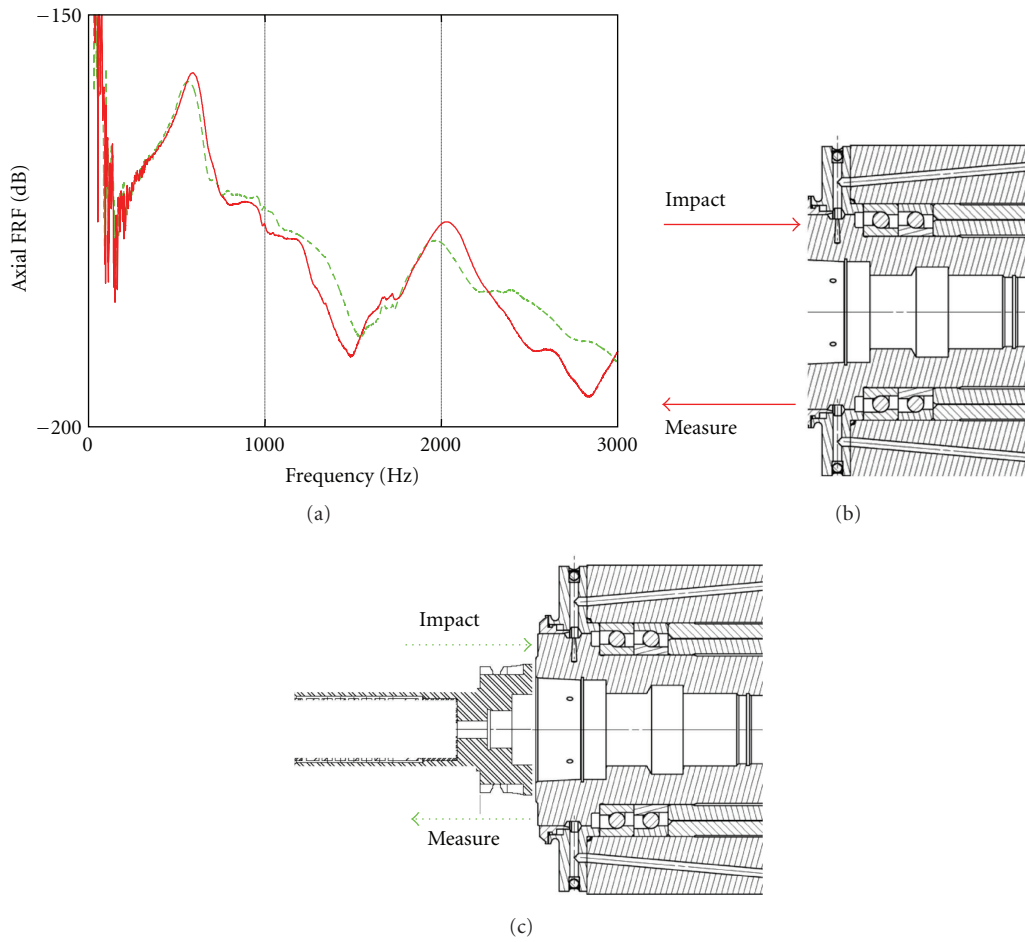 −150
Axial FRF (dB)
−200
0
1000
2000
3000
Frequency (Hz)
(a)
Impact
Measure
(b)
Impact
Measure
(c)